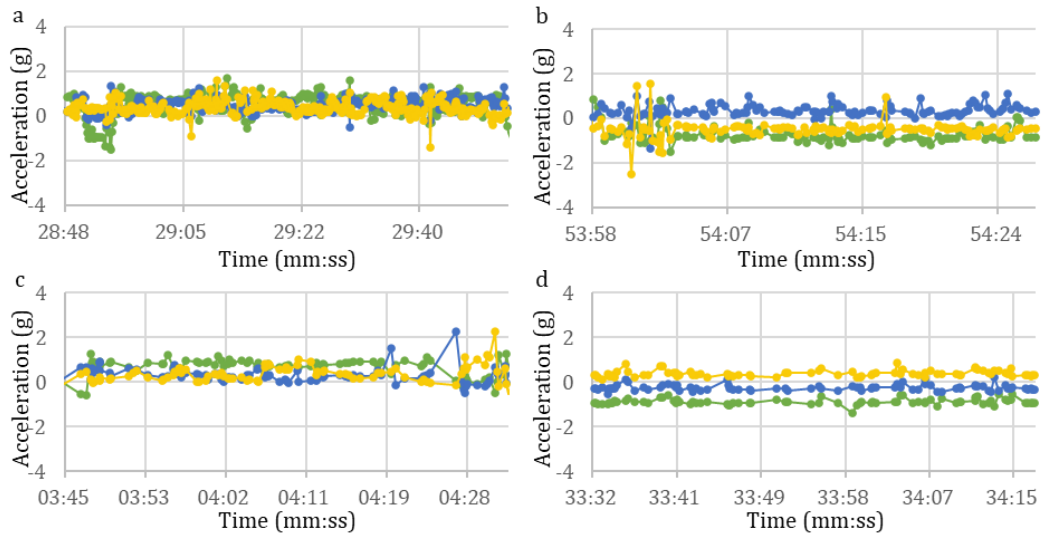 a
Acceleration (g)
4
2
0
-2
-4
28:48 29:05 29:22 29:40
Time (mm:ss)
b
Acceleration (g)
4
2
0
-2
-4
53:58 54:07 54:15 54:24
Time (mm:ss)
c
Acceleration (g)
4
2
0
-2
-4
03:45 03:53 04:02 04:11 04:19 04:28
Time (mm:ss)
d
Acceleration (g)
4
2
0
-2
-4
33:32 33:41 33:49 33:58 34:07 34:15
Time (mm:ss)